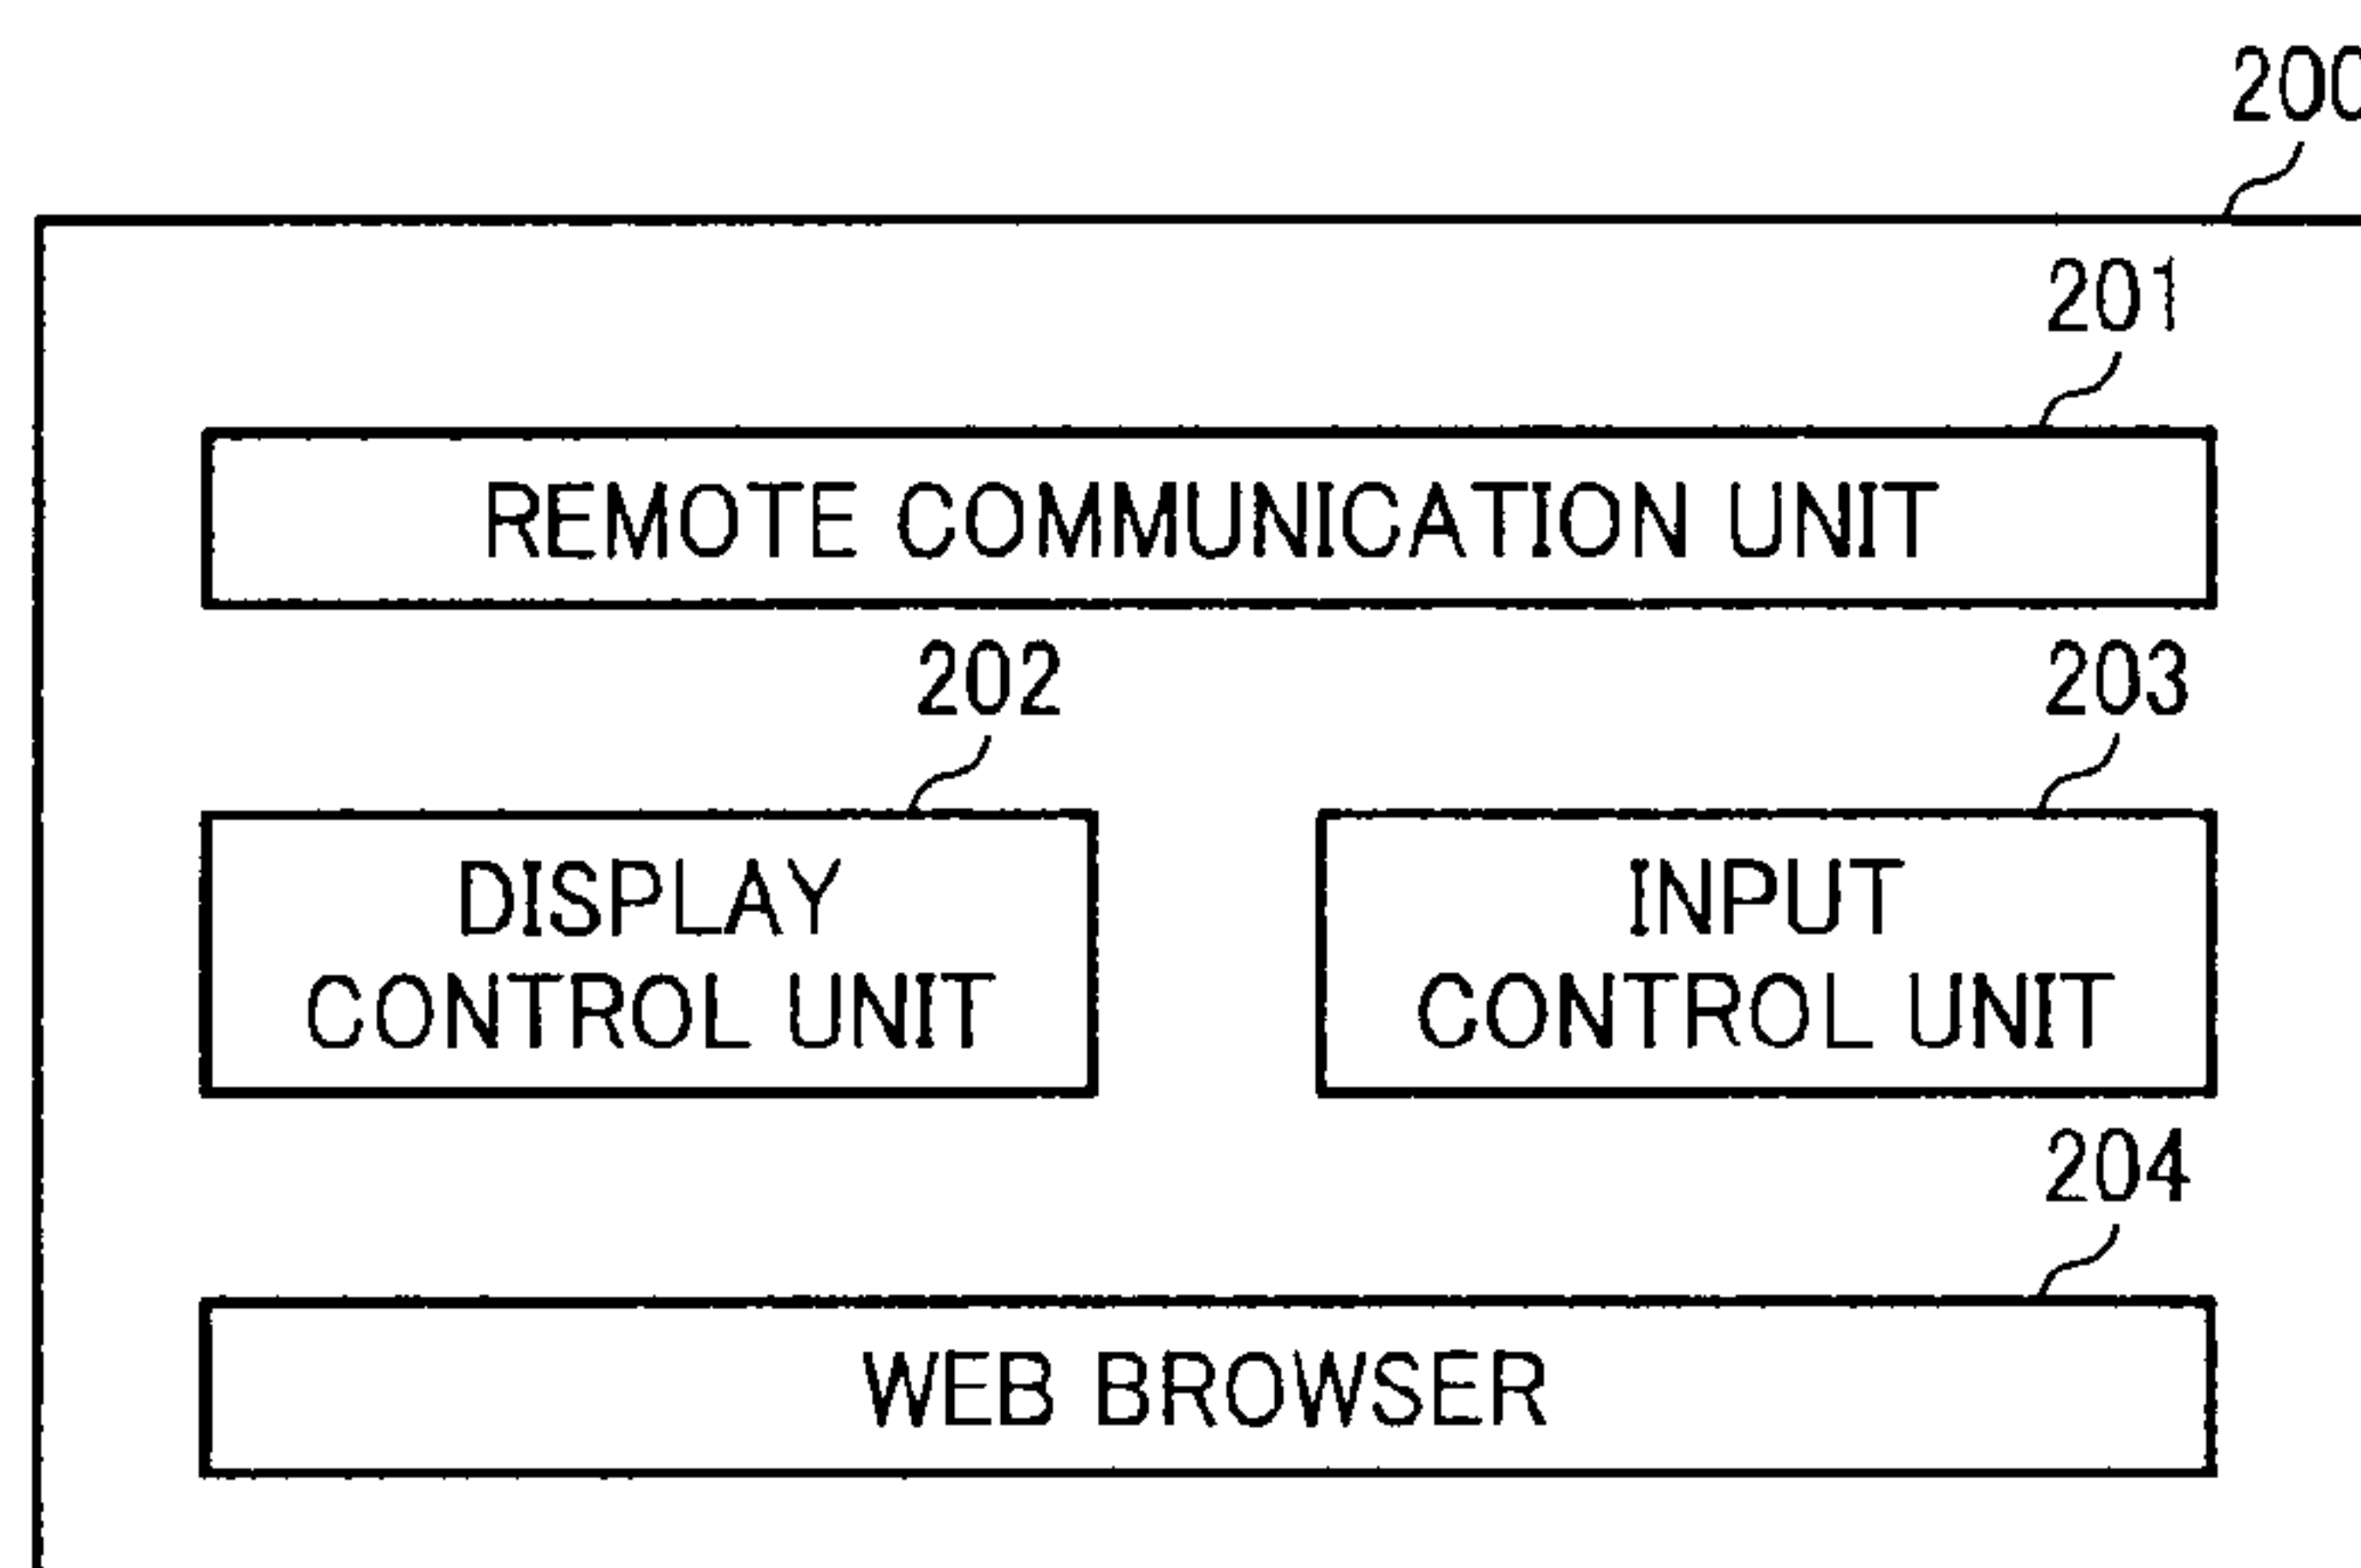 200
201
REMOTE COMMUNICATION UNIT
202
203
DISPLAY
CONTROL UNIT
INPUT
CONTROL UNIT
204
WEB BROWSER